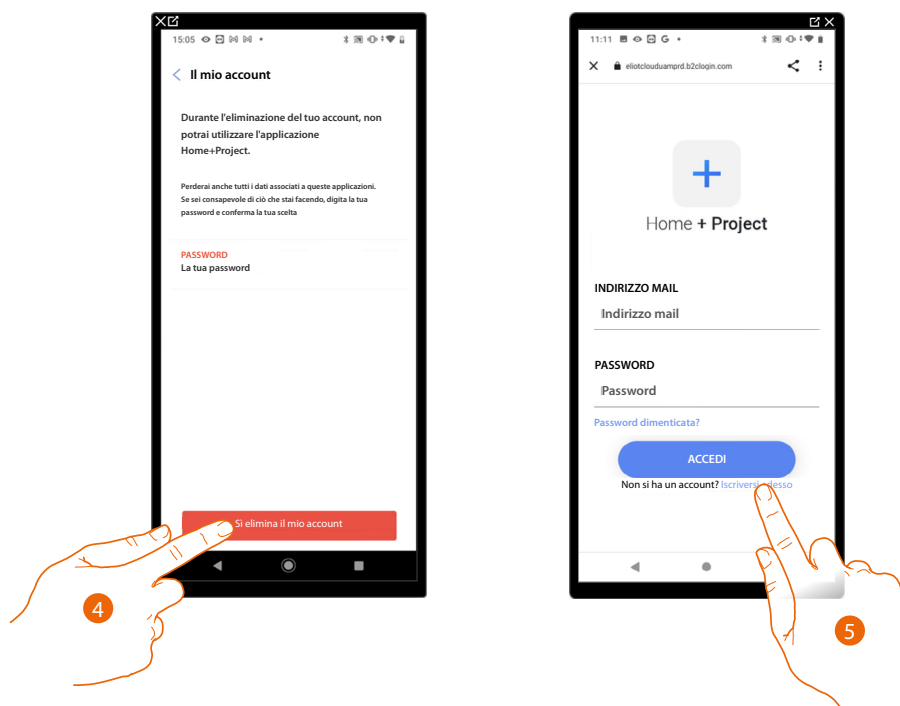 15:05
Il mio account
Durante l'eliminazione del tuo account, non
potrai utilizzare l'applicazione
Home+Project.
Perderai anche tutti i dati associati a queste applicazioni.
Se sei consapevole di ciò che stai facendo, digita la tua
password e conferma la tua scelta
PASSWORD
La tua password
Sì elimina il mio account
4
11:11 G
eliotclouduamprd.b2clogin.com
Home + Project
INDIRIZZO MAIL
Indirizzo mail
PASSWORD
Password
Password dimenticata?
ACCEDI
Non si ha un account? Iscriversi adesso
5